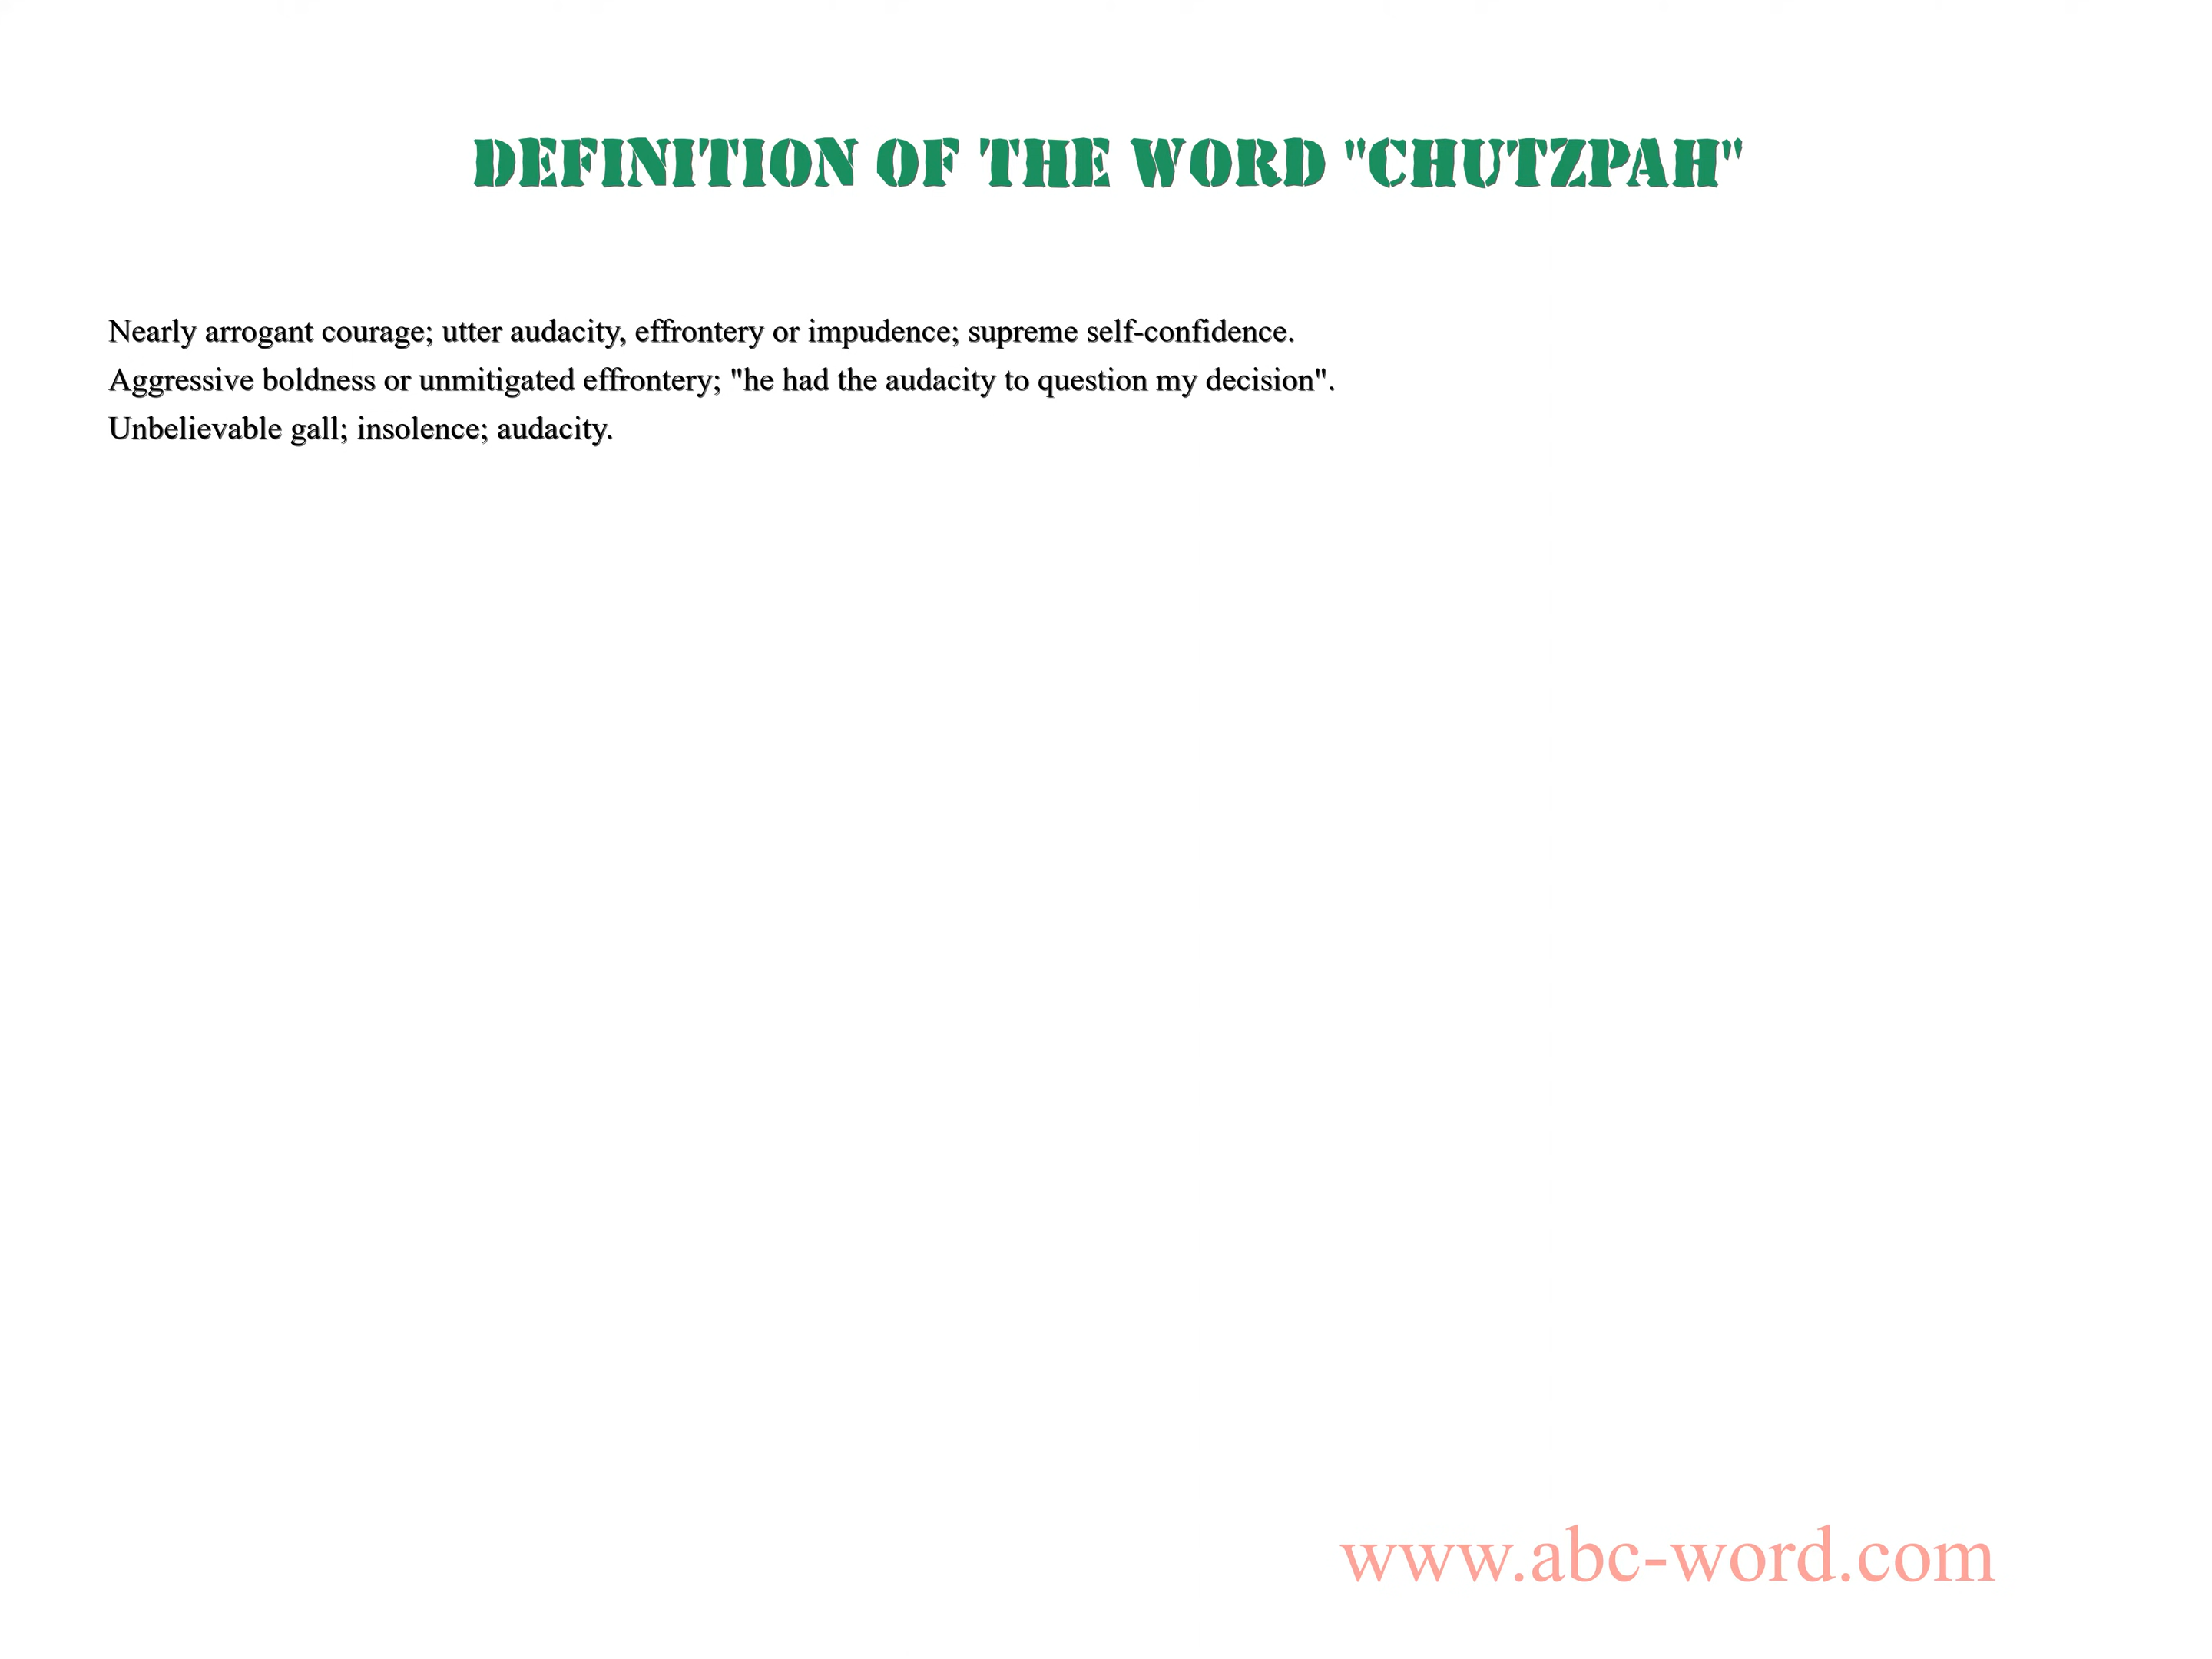 DEFINITION OF THE WORD "CHUTZPAH"
Nearly arrogant courage; utter audacity, effrontery or impudence; supreme self-confidence.
Aggressive boldness or unmitigated effrontery; "he had the audacity to question my decision".
Unbelievable gall; insolence; audacity.
www.abc-word.com